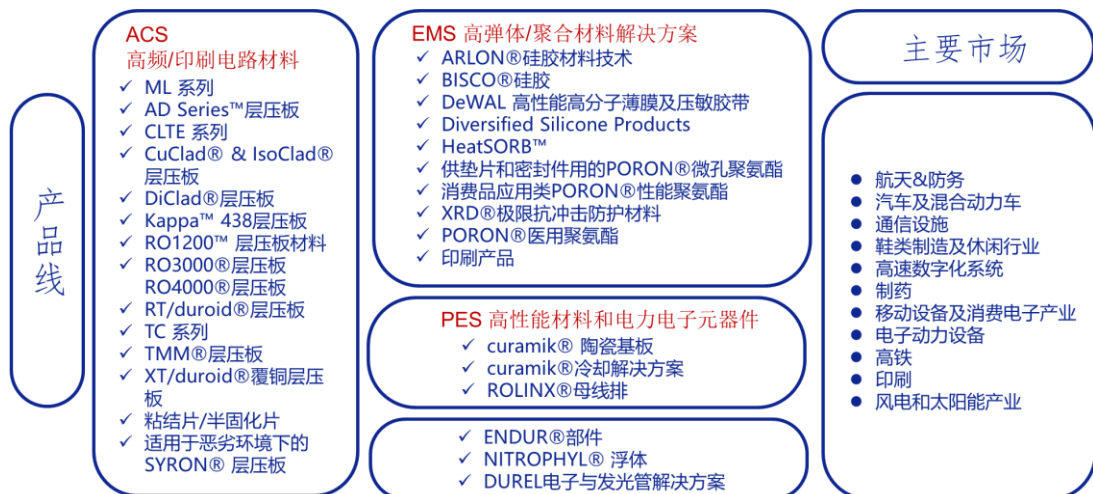 产品线
ACS
高频/印刷电路材料
✓ ML 系列
✓ AD Series™层压板
✓ CLTE 系列
✓ CuClad® & IsoClad®
层压板
✓ DiClad®层压板
✓ Kappa™ 438层压板
✓ RO1200™ 层压板材料
✓ RO3000®层压板
RO4000®层压板
✓ RT/duroid®层压板
✓ TC 系列
✓ TMM®层压板
✓ XT/duroid®覆铜层压
板
✓ 粘结片/半固化片
✓ 适用于恶劣环境下的
SYRON® 层压板
EMS 高弹体/聚合材料解决方案
✓ ARLON®硅胶材料技术
✓ BISCO®硅胶
✓ DeWAL 高性能高分子薄膜及压敏胶带
✓ Diversified Silicone Products
✓ HeatSORB™
✓ 供垫片和密封件用的PORON®微孔聚氨酯
✓ 消费品应用类PORON®性能聚氨酯
✓ XRD®极限抗冲击防护材料
✓ PORON®医用聚氨酯
✓ 印刷产品
PES 高性能材料和电力电子元器件
✓ curamik® 陶瓷基板
✓ curamik®冷却解决方案
✓ ROLINX®母线排
✓ ENDUR®部件
✓ NITROPHYL® 浮体
✓ DUREL电子与发光管解决方案
主要市场
● 航天&防务
● 汽车及混合动力车
● 通信设施
● 鞋类制造及休闲行业
● 高速数字化系统
● 制药
● 移动设备及消费电子产业
● 电子动力设备
● 高铁
● 印刷
● 风电和太阳能产业